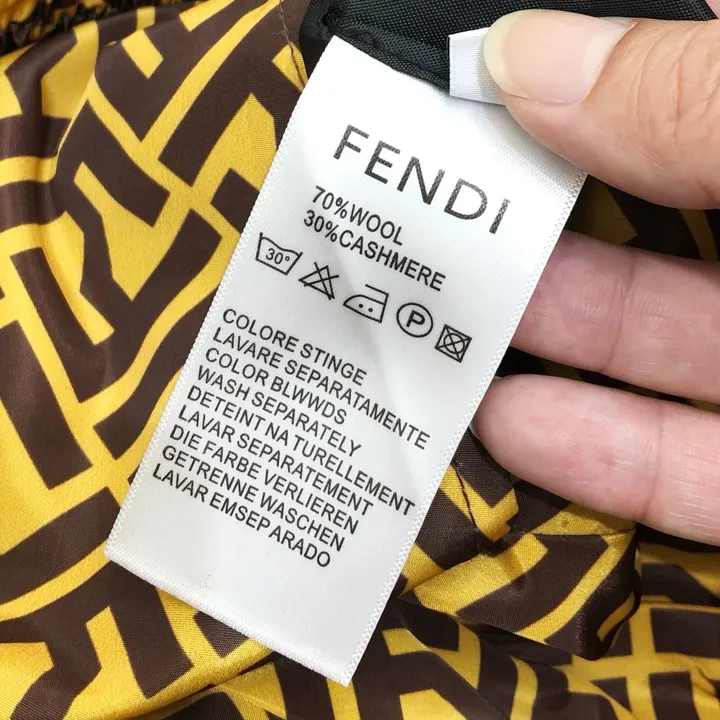 FENDI
70%WOOL
30%CASHMERE
30°
P
COLORE STINGE
LAVARE SEPARATAMENTE
COLOR BLWWDS
WASH SEPARATELY
DETEINT NA TURELLEMENT
LAVAR SEPARATEMENT
DIE FARBE VERLIEREN
GETRENNE WASCHEN
LAVAR EMSEP ARADO